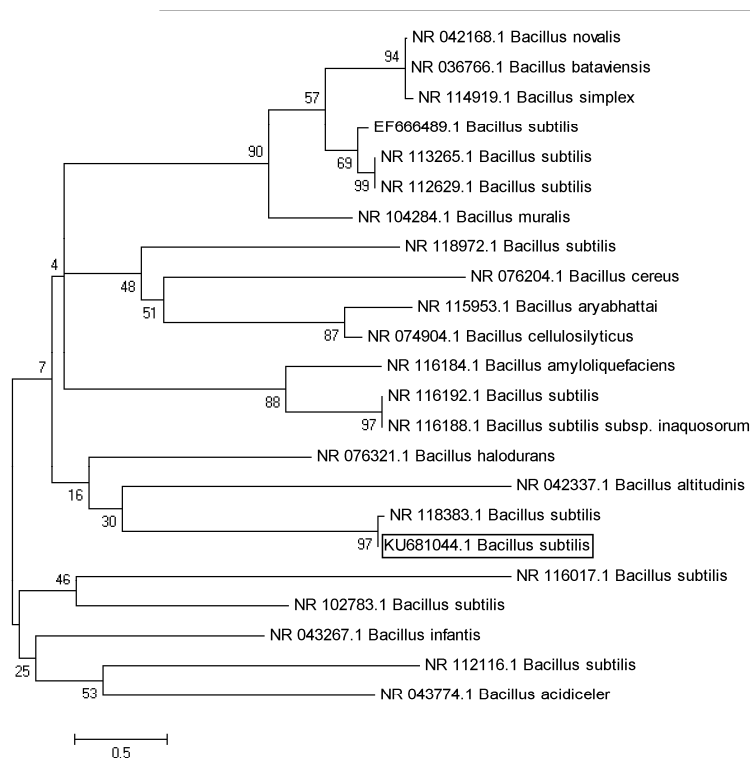 NR 042168.1 Bacillus novalis
94
NR 036766.1 Bacillus bataviensis
NR 114919.1 Bacillus simplex
57
EF666489.1 Bacillus subtilis
90
NR 113265.1 Bacillus subtilis
69
99
NR 112629.1 Bacillus subtilis
NR 104284.1 Bacillus muralis
NR 118972.1 Bacillus subtilis
4
NR 076204.1 Bacillus cereus
48
NR 115953.1 Bacillus aryabhattai
51
87
NR 074904.1 Bacillus cellulosilyticus
7
NR 116184.1 Bacillus amyloliquefaciens
NR 116192.1 Bacillus subtilis
88
97
NR 116188.1 Bacillus subtilis subsp. inaquosorum
NR 076321.1 Bacillus halodurans
NR 042337.1 Bacillus altitudinis
16
NR 118383.1 Bacillus subtilis
30
97
KU681044.1 Bacillus subtilis
46
NR 116017.1 Bacillus subtilis
NR 102783.1 Bacillus subtilis
NR 043267.1 Bacillus infantis
25
NR 112116.1 Bacillus subtilis
53
NR 043774.1 Bacillus acidiceler
0.5